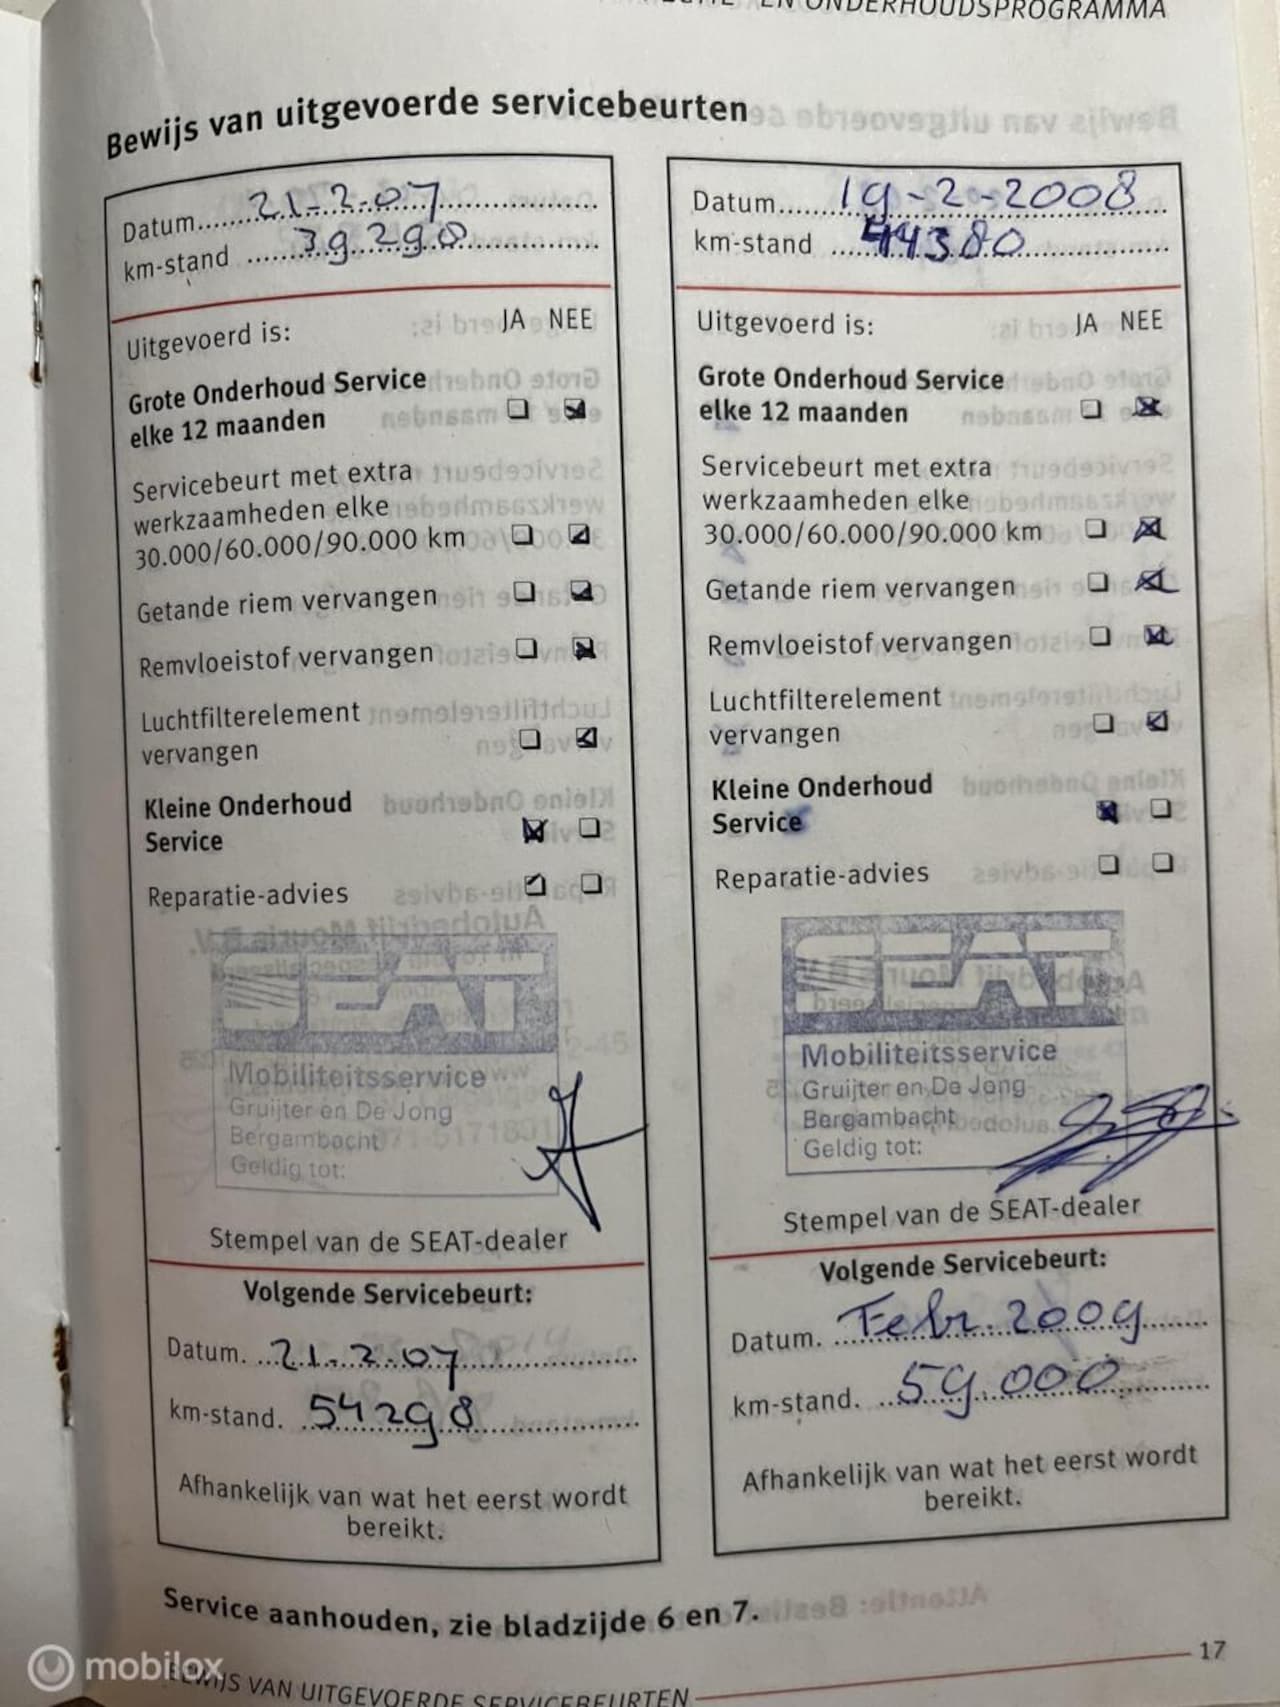 EN ONDERHOUDSPROGRAMMA
Bewijs van uitgevoerde servicebeurten
Datum 21-2-07
km-stand 39298
Uitgevoerd is: JA NEE
Grote Onderhoud Service
elke 12 maanden
Servicebeurt met extra
werkzaamheden elke
30.000/60.000/90.000 km
Getande riem vervangen
Remvloeistof vervangen
Luchtfilterelement
vervangen
Kleine Onderhoud
Service
Reparatie-advies
SEAT
Mobiliteitsservice
Gruijter en De Jong
Bergambacht
Geldig tot:
Stempel van de SEAT-dealer
Volgende Servicebeurt:
Datum. 21-2-07
km-stand. 54298
Afhankelijk van wat het eerst wordt
bereikt.
Datum 19-2-2008
km-stand 44380
Uitgevoerd is: JA NEE
Grote Onderhoud Service
elke 12 maanden
Servicebeurt met extra
werkzaamheden elke
30.000/60.000/90.000 km
Getande riem vervangen
Remvloeistof vervangen
Luchtfilterelement
vervangen
Kleine Onderhoud
Service
Reparatie-advies
SEAT
Mobiliteitsservice
Gruijter en De Jong
Bergambacht
Geldig tot:
Stempel van de SEAT-dealer
Volgende Servicebeurt:
Datum. Febr. 2009
km-stand. 59.000
Afhankelijk van wat het eerst wordt
bereikt.
Service aanhouden, zie bladzijde 6 en 7.
17
BEWIJS VAN UITGEVOERDE SERVICEBEURTEN
mobilox